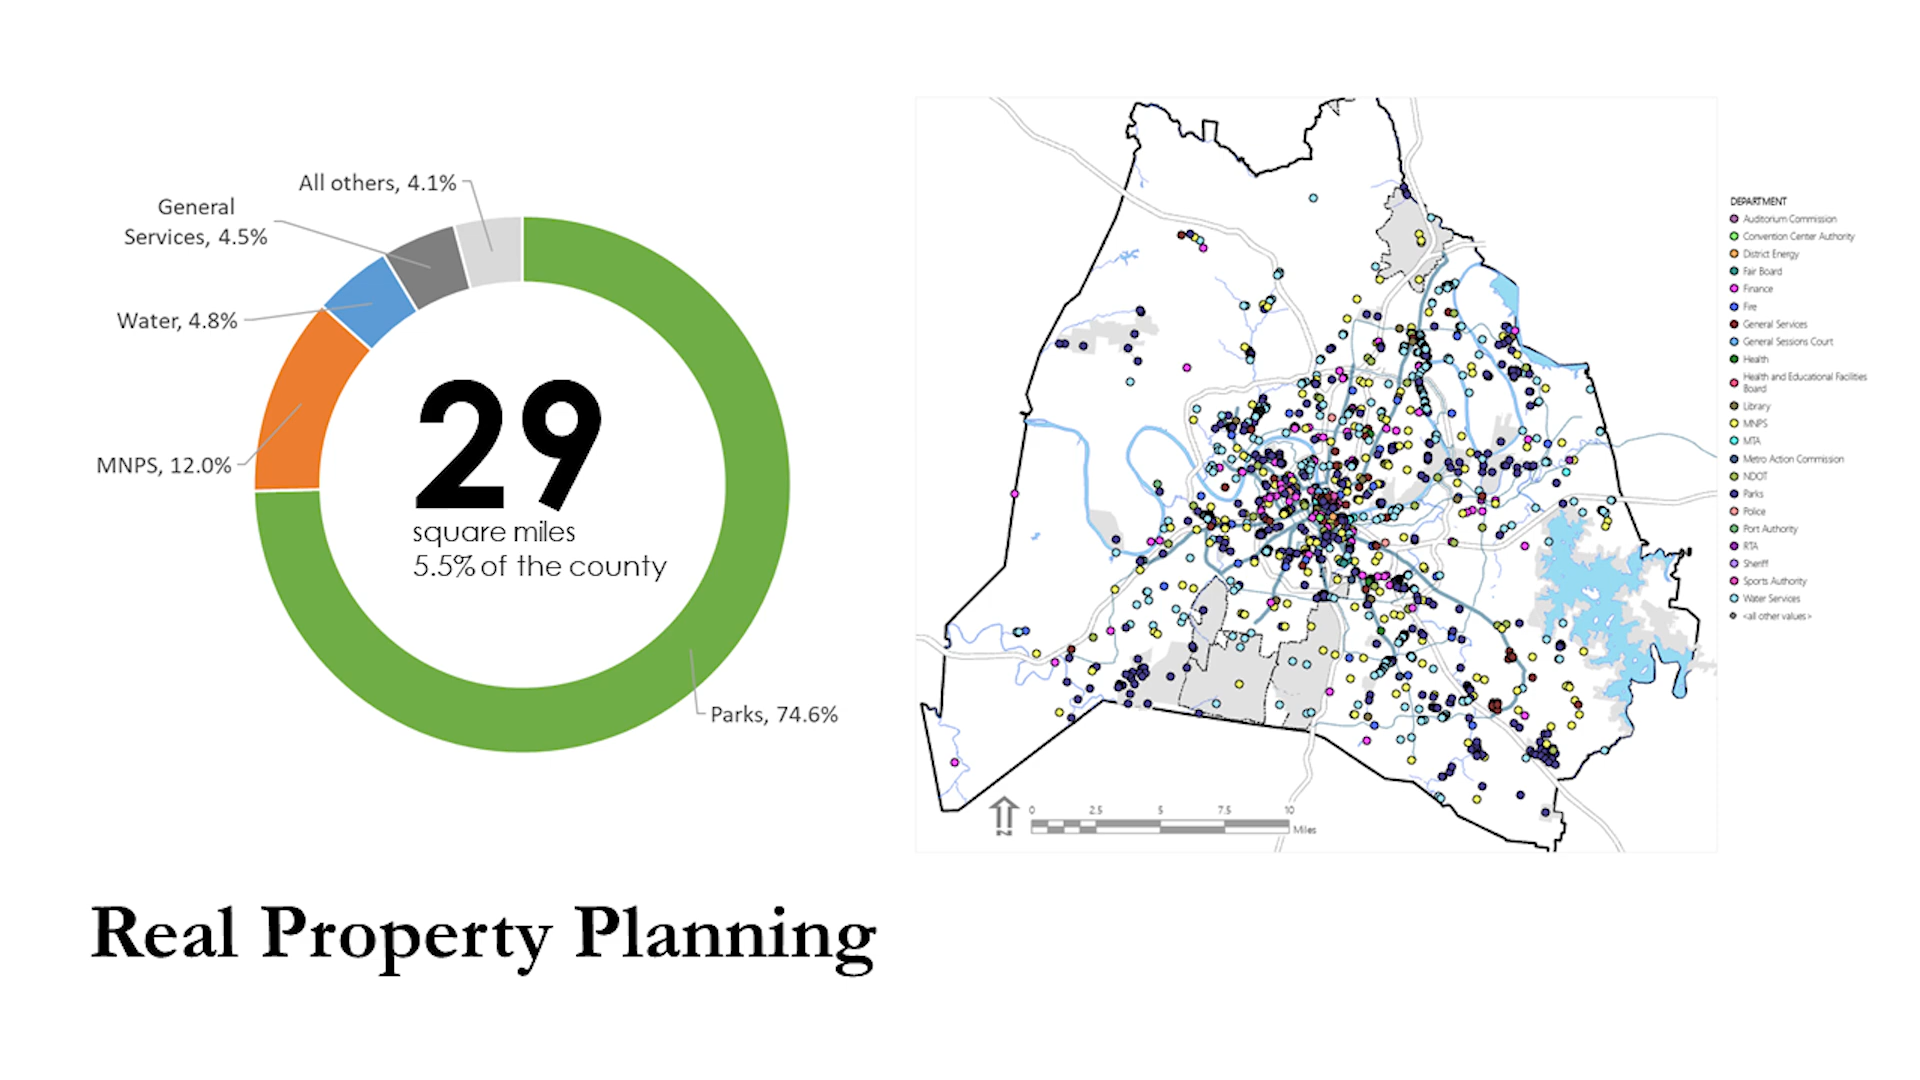 All others, 4.1%
General
Services, 4.5%
Water, 4.8%
MNPS, 12.0%
Parks, 74.6%
29
square miles
5.5% of the county
DEPARTMENT
Auditorium Commission
Convention Center Authority
District Energy
Fair Board
Finance
Fire
General Services
General Sessions Court
Health
Health and Educational Facilities
Board
Library
MNPS
MTA
Metro Action Commission
NDOT
Parks
Police
Port Authority
RTA
Sheriff
Sports Authority
Water Services
<all other values>
N
0 2.5 5 7.5 10
Miles
Real Property Planning